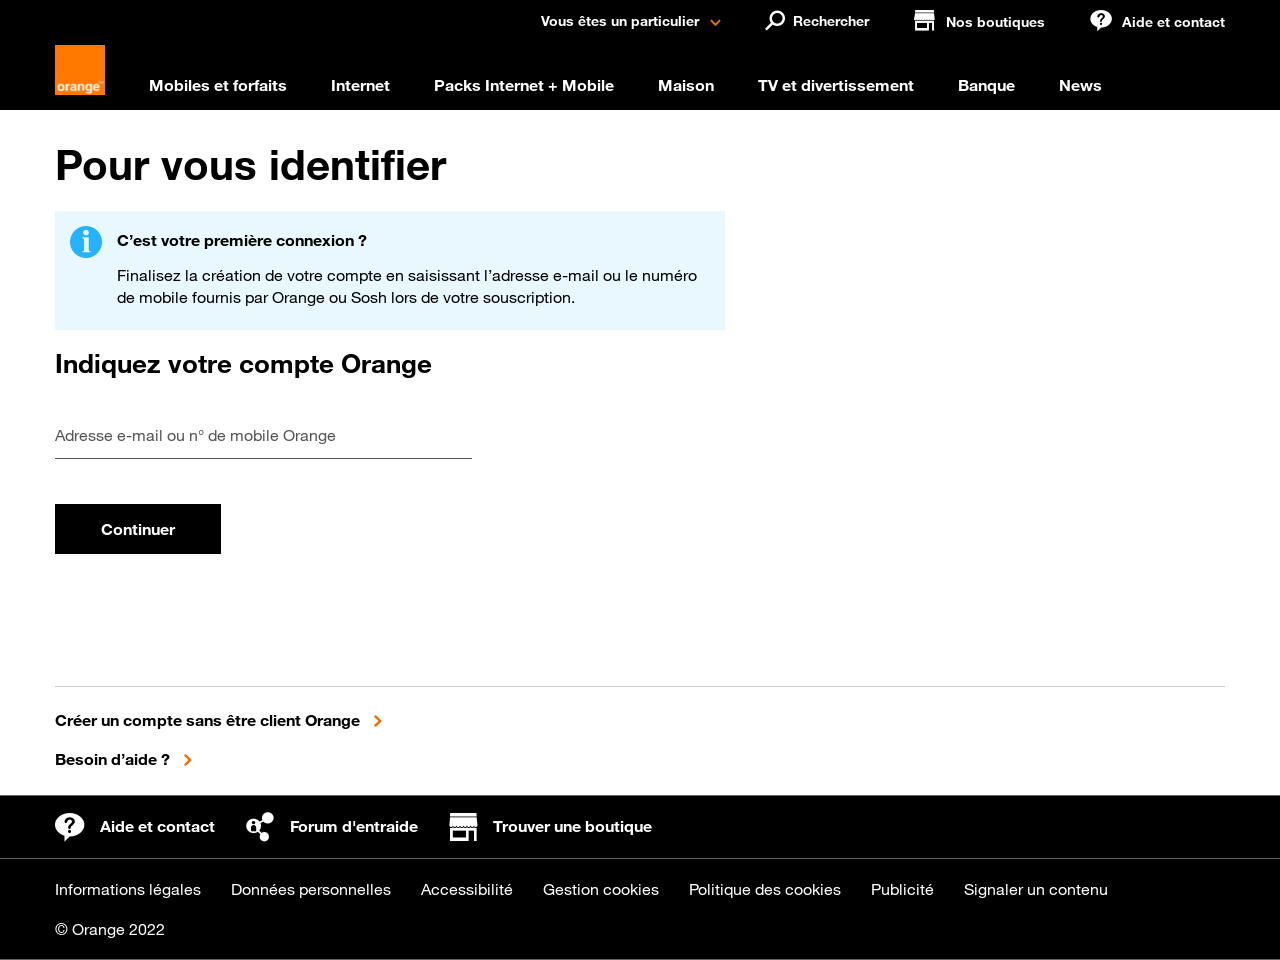 Vous êtes un particulier
Rechercher
Nos boutiques
Aide et contact
orange™
Mobiles et forfaits
Internet
Packs Internet + Mobile
Maison
TV et divertissement
Banque
News
Pour vous identifier
C’est votre première connexion ?
Finalisez la création de votre compte en saisissant l’adresse e-mail ou le numéro
de mobile fournis par Orange ou Sosh lors de votre souscription.
Indiquez votre compte Orange
Adresse e-mail ou n° de mobile Orange
Continuer
Créer un compte sans être client Orange
Besoin d’aide ?
Aide et contact
Forum d'entraide
Trouver une boutique
Informations légales
Données personnelles
Accessibilité
Gestion cookies
Politique des cookies
Publicité
Signaler un contenu
© Orange 2022